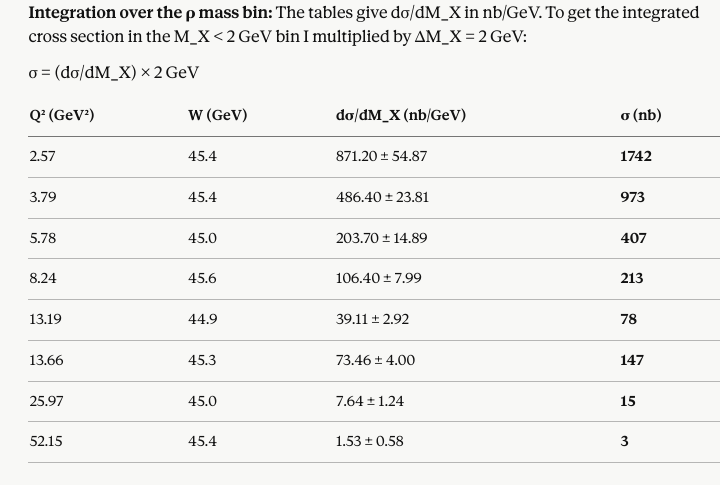 Integration over the ρ mass bin: The tables give dσ/dM_X in nb/GeV. To get the integrated
cross section in the M_X < 2 GeV bin I multiplied by ΔM_X = 2 GeV:
σ = (dσ/dM_X) × 2 GeV
Q² (GeV²) W (GeV) dσ/dM_X (nb/GeV) σ (nb)
2.57 45.4 871.20 ± 54.87 1742
3.79 45.4 486.40 ± 23.81 973
5.78 45.0 203.70 ± 14.89 407
8.24 45.6 106.40 ± 7.99 213
13.19 44.9 39.11 ± 2.92 78
13.66 45.3 73.46 ± 4.00 147
25.97 45.0 7.64 ± 1.24 15
52.15 45.4 1.53 ± 0.58 3